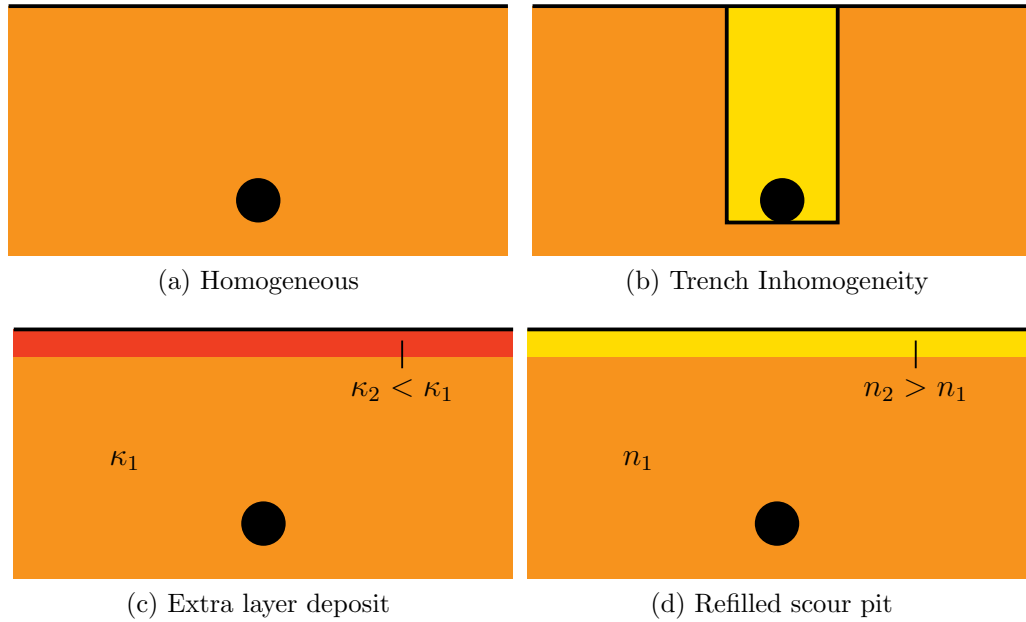 (a) Homogeneous
(b) Trench Inhomogeneity
κ₂ < κ₁
κ₁
(c) Extra layer deposit
n₂ > n₁
n₁
(d) Refilled scour pit